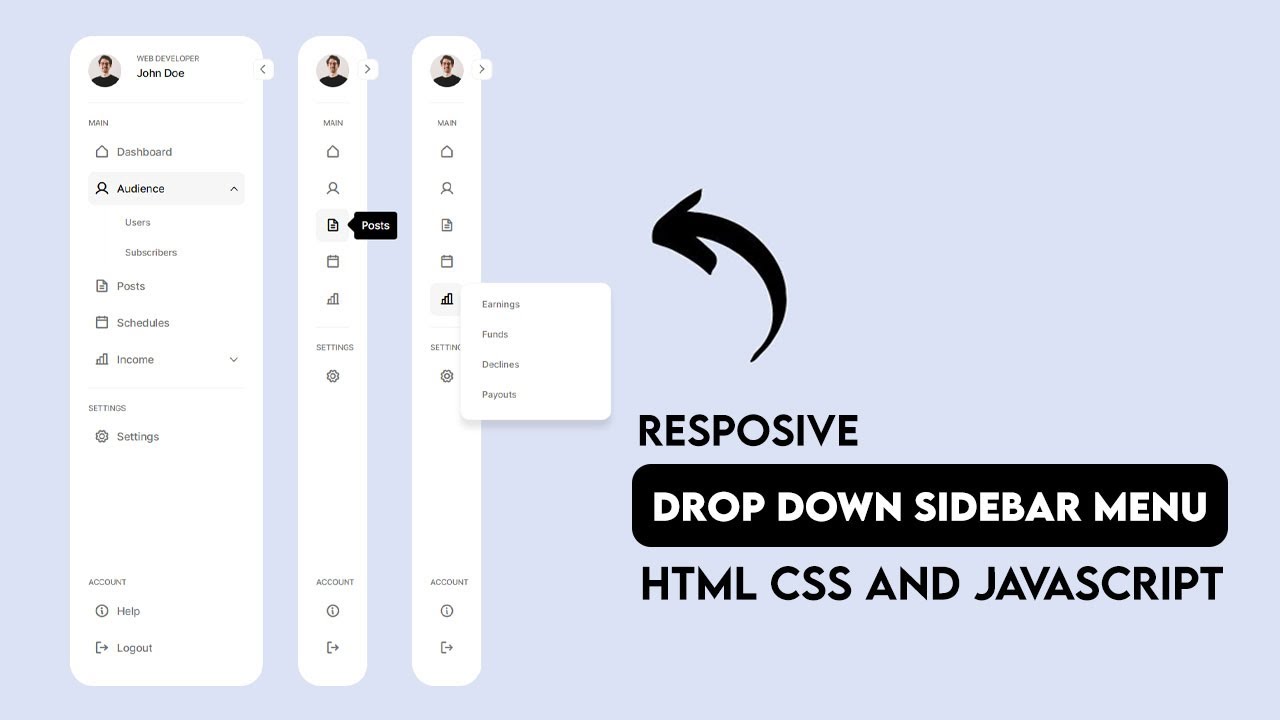 WEB DEVELOPER
John Doe
MAIN
Dashboard
Audience
Users
Subscribers
Posts
Schedules
Income
SETTINGS
Settings
ACCOUNT
Help
Logout
MAIN
Posts
SETTINGS
ACCOUNT
MAIN
Earnings
Funds
Declines
Payouts
SETTING
ACCOUNT
RESPOSIVE
DROP DOWN SIDEBAR MENU
HTML CSS AND JAVASCRIPT